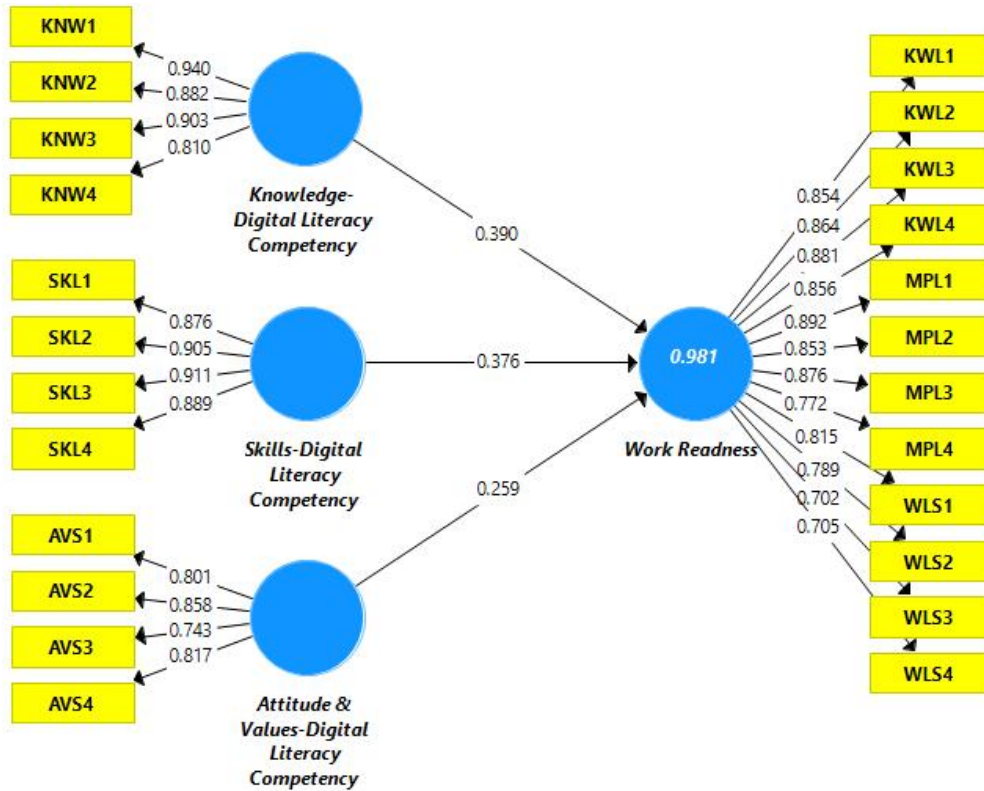 KNW1
KNW2
KNW3
KNW4
0.940
0.882
0.903
0.810
Knowledge-
Digital Literacy
Competency
SKL1
SKL2
SKL3
SKL4
0.876
0.905
0.911
0.889
Skills-Digital
Literacy
Competency
AVS1
AVS2
AVS3
AVS4
0.801
0.858
0.743
0.817
Attitude &
Values-Digital
Literacy
Competency
0.390
0.376
0.259
0.981
Work Readness
0.854
0.864
0.881
0.856
0.892
0.853
0.876
0.772
0.815
0.789
0.702
0.705
KWL1
KWL2
KWL3
KWL4
MPL1
MPL2
MPL3
MPL4
WLS1
WLS2
WLS3
WLS4